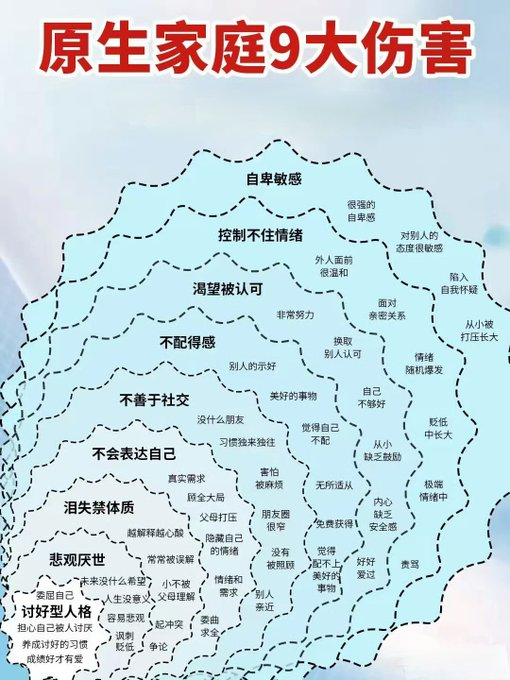 原生家庭9大伤害
自卑敏感
很强的
自卑感
对别人的
态度很敏感
陷入
自我怀疑
从小被
打压长大
控制不住情绪
外人面前
很温和
面对
亲密关系
情绪
随机爆发
贬低
中长大
极端
情绪中
责骂
渴望被认可
非常努力
换取
别人认可
自己
不够好
从小
缺乏鼓励
内心
缺乏
安全感
好好
爱过
不配得感
别人的示好
美好的事物
觉得自己
不配
无所适从
免费获得
觉得
配不上
美好的
事物
不善于社交
没什么朋友
习惯独来独往
害怕
被麻烦
朋友圈
很窄
没有
被照顾
别人
亲近
不会表达自己
真实需求
顾全大局
父母打压
隐藏自己
的情绪
情绪和
需求
委曲
求全
泪失禁体质
越解释越心酸
常常被误解
小不被
父母理解
起冲突
争论
悲观厌世
未来没什么希望
人生没意义
容易悲观
讽刺
贬低
委屈自己
讨好型人格
担心自己被人讨厌
养成讨好的习惯
成绩好才有爱